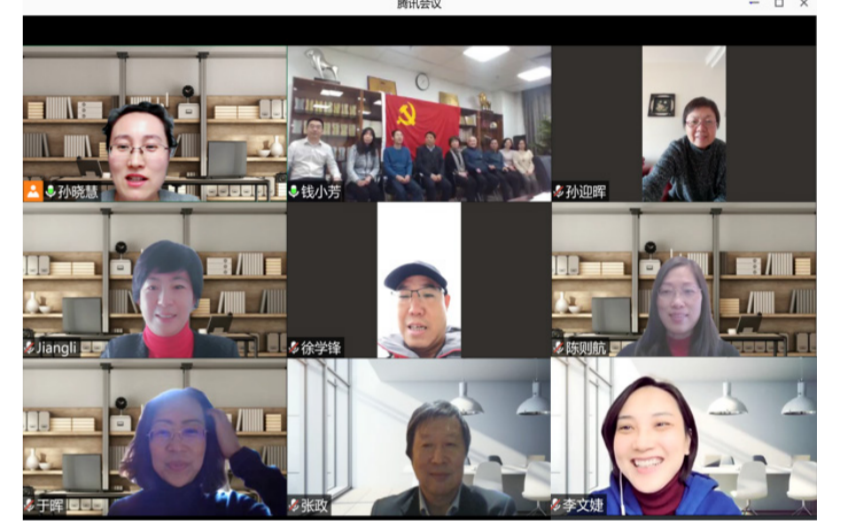 腾讯会议
孙晓慧
钱小芳
孙迎晖
Jiangli
徐学锋
陈则航
于晖
张政
李文婕